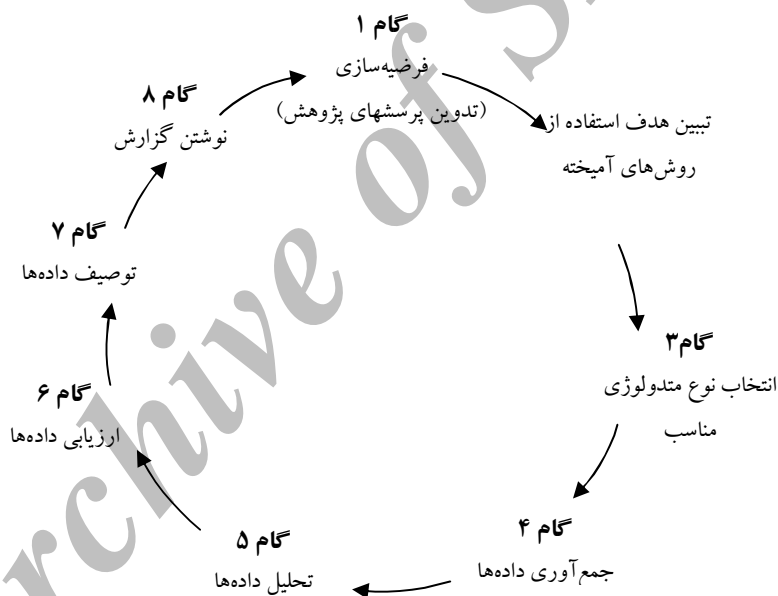 گام ۱
فرضیه‌سازی
(تدوین پرسشهای پژوهش)
تبیین هدف استفاده از
روش‌های آمیخته
گام۳
انتخاب نوع متدولوژی
مناسب
گام ۴
جمع‌آوری داده‌ها
گام ۵
تحلیل داده‌ها
گام ۶
ارزیابی داده‌ها
گام ۷
توصیف داده‌ها
گام ۸
نوشتن گزارش
rchive of S